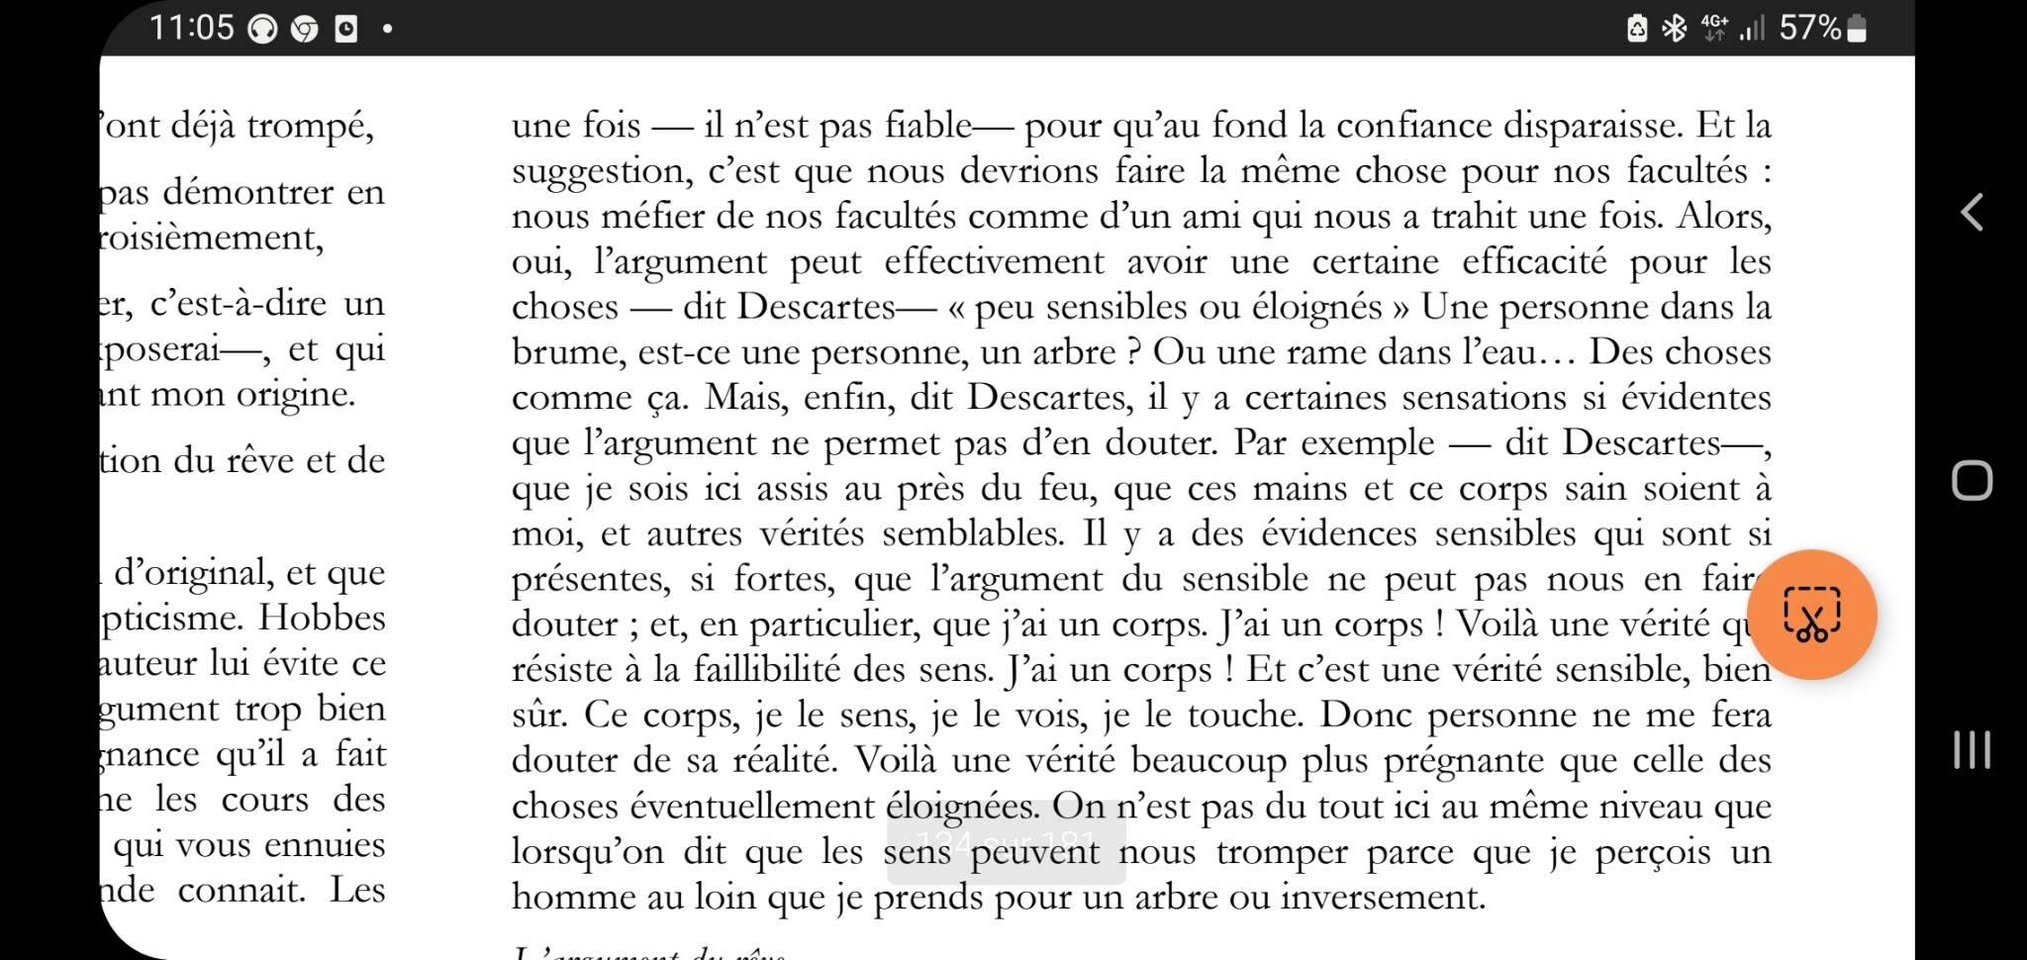 11:05
4G+ 57%
’ont déjà trompé,
pas démontrer en
roisièmement,
er, c’est-à-dire un
poserai—, et qui
ant mon origine.
tion du rêve et de
d’original, et que
pticisme. Hobbes
auteur lui évite ce
gument trop bien
gnance qu’il a fait
ne les cours des
qui vous ennuies
nde connait. Les
une fois — il n’est pas fiable— pour qu’au fond la confiance disparaisse. Et la
suggestion, c’est que nous devrions faire la même chose pour nos facultés :
nous méfier de nos facultés comme d’un ami qui nous a trahit une fois. Alors,
oui, l’argument peut effectivement avoir une certaine efficacité pour les
choses — dit Descartes— « peu sensibles ou éloignés » Une personne dans la
brume, est-ce une personne, un arbre ? Ou une rame dans l’eau… Des choses
comme ça. Mais, enfin, dit Descartes, il y a certaines sensations si évidentes
que l’argument ne permet pas d’en douter. Par exemple — dit Descartes—,
que je sois ici assis au près du feu, que ces mains et ce corps sain soient à
moi, et autres vérités semblables. Il y a des évidences sensibles qui sont si
présentes, si fortes, que l’argument du sensible ne peut pas nous en fair
douter ; et, en particulier, que j’ai un corps. J’ai un corps ! Voilà une vérité qu
résiste à la faillibilité des sens. J’ai un corps ! Et c’est une vérité sensible, bien
sûr. Ce corps, je le sens, je le vois, je le touche. Donc personne ne me fera
douter de sa réalité. Voilà une vérité beaucoup plus prégnante que celle des
choses éventuellement éloignées. On n’est pas du tout ici au même niveau que
lorsqu’on dit que les sens peuvent nous tromper parce que je perçois un
homme au loin que je prends pour un arbre ou inversement.
134 sur 181
L’argument du rêve